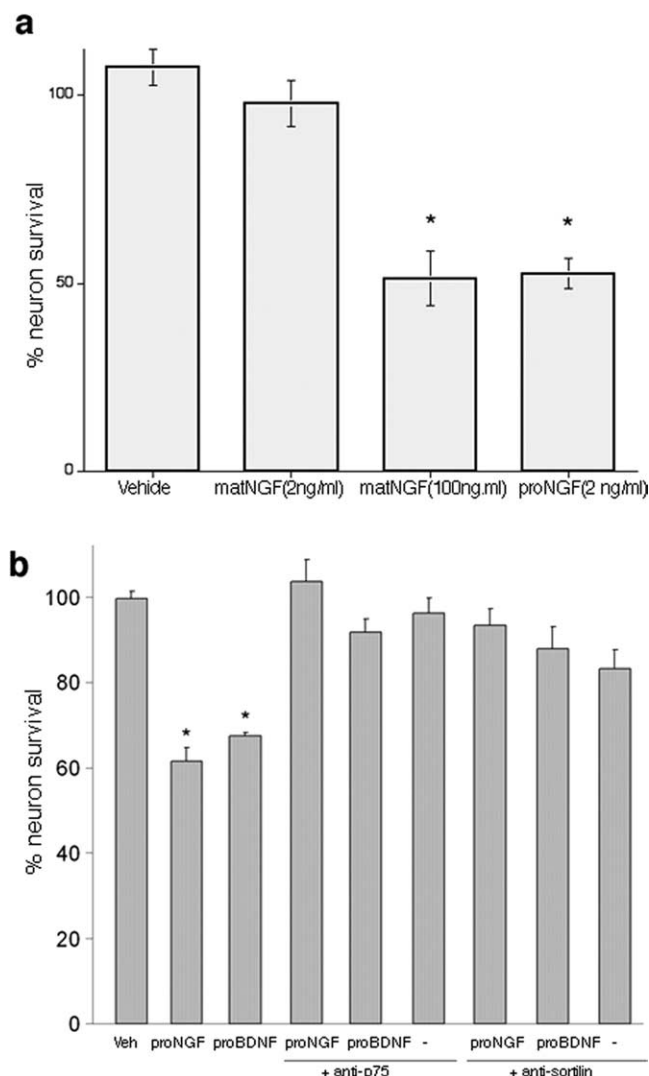 a
% neuron survival
100
50
0
*
*
Vehide matNGF(2ng/ml) matNGF(100ng.ml) proNGF(2 ng/ml)
b
% neuron survival
100
80
60
40
20
0
*
*
Veh proNGF proBDNF proNGF proBDNF - proNGF proBDNF -
+ anti-p75 + anti-sortilin